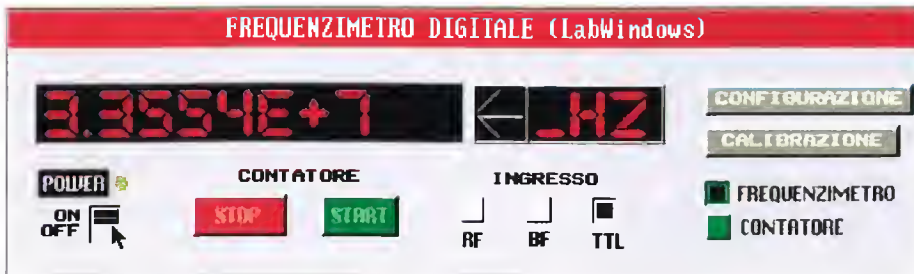 FREQUENZIMETRO DIGITALE (LabWindows)
3.3554E+7
_HZ
CONFIGURAZIONE
CALIBRAZIONE
POWER
CONTATORE
INGRESSO
ON
OFF
STOP
START
RF
BF
TTL
FREQUENZIMETRO
CONTATORE